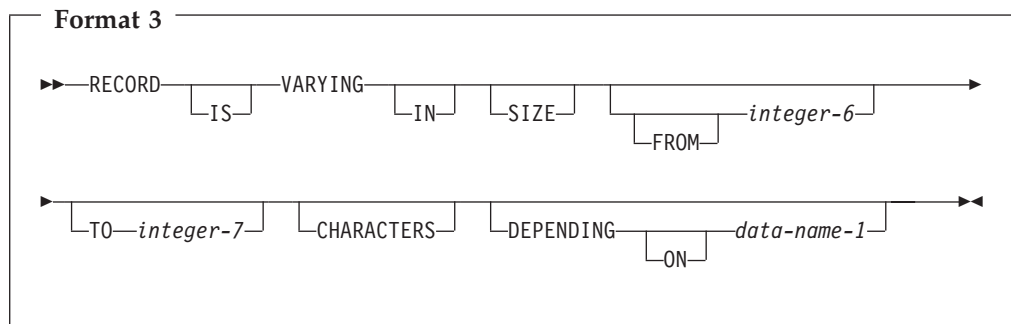 Format 3
RECORD IS VARYING IN SIZE FROM integer-6
TO integer-7 CHARACTERS DEPENDING ON data-name-1